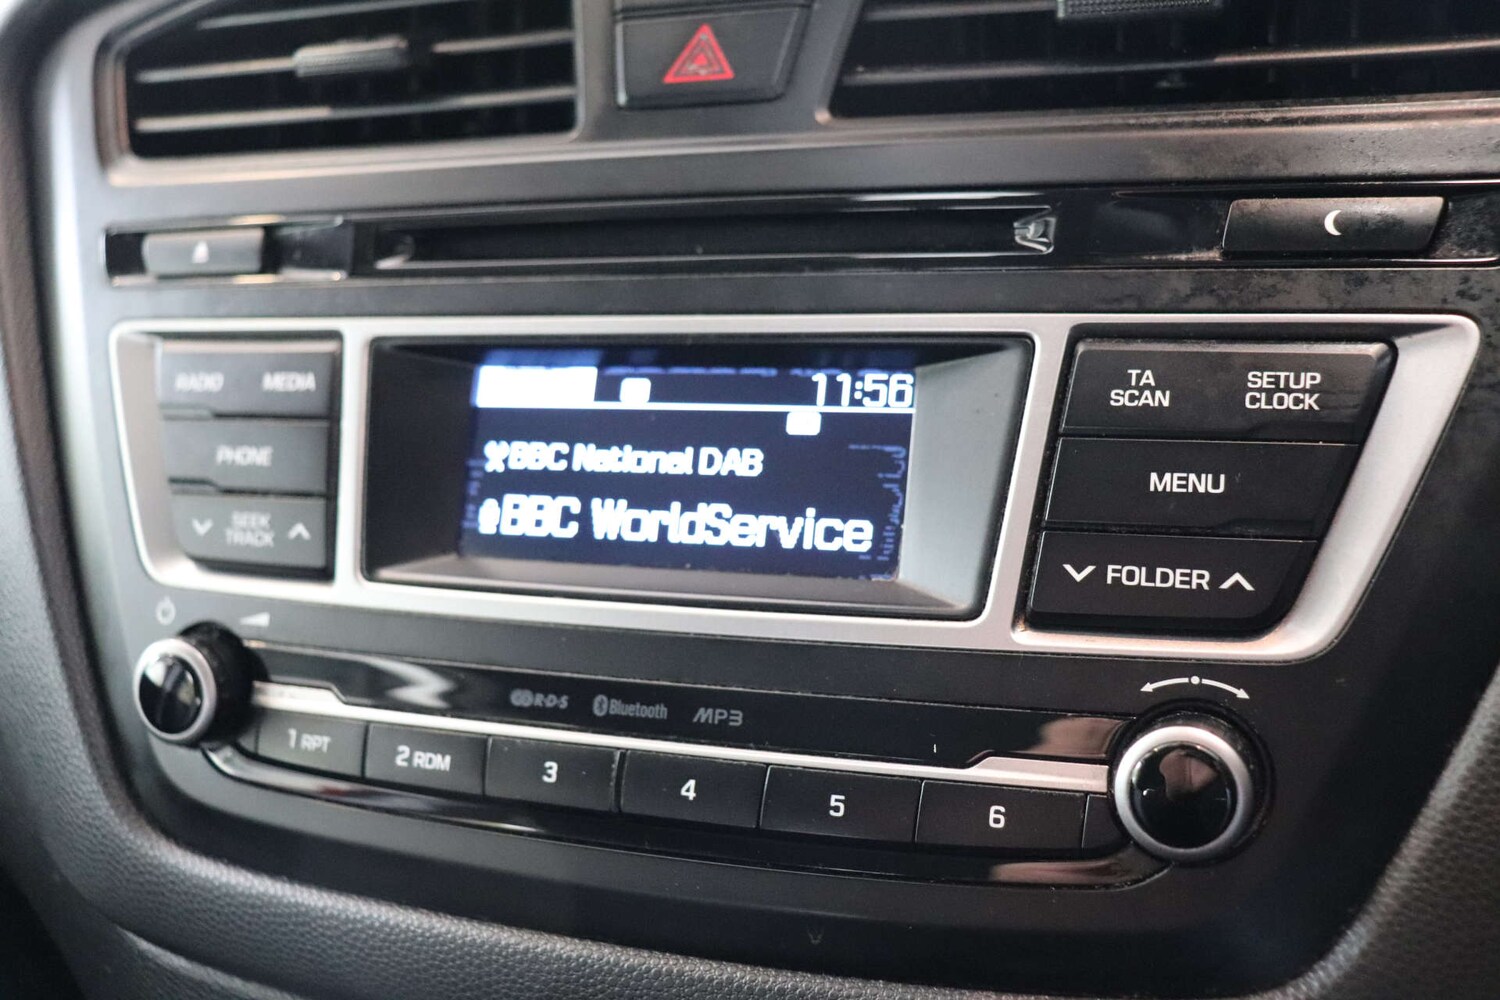 RADIO MEDIA
PHONE
SEEK
TRACK
11:56
BBC National DAB
BBC WorldService
TA
SCAN
SETUP
CLOCK
MENU
FOLDER
R·D·S Bluetooth MP3
1 RPT 2 RDM 3 4 5 6